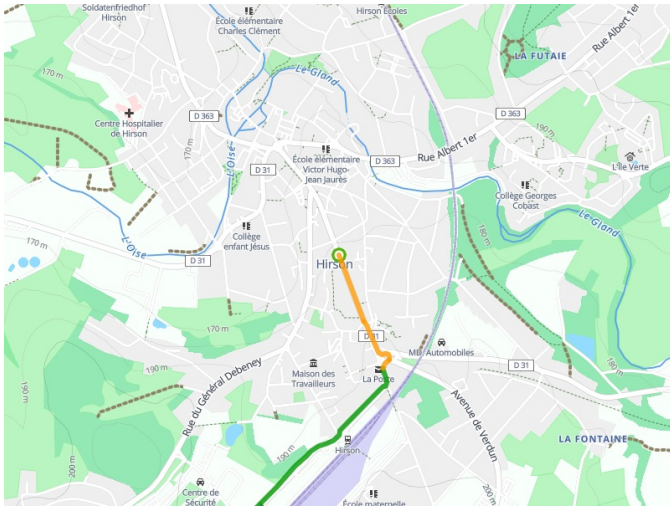 Soldatenfriedhof
Hirson
École élémentaire
Charles Clément
Hirson Écoles
Rue Albert 1er
LA FUTAIE
170 m
Le Gland
D 363
Centre Hospitalier
de Hirson
D 363
190 m
L'Oise
170 m
D 31
École élémentaire
Victor Hugo-
Jean Jaurès
D 363
Rue Albert 1er
L'Île Verte
Collège Georges
Cobast
Le Gland
Collège
enfant Jésus
180 m
170 m
L'Oise
D 31
Hirson
170 m
D 31
MB Automobiles
D 31
180 m
190 m
190 m
Rue du Général Debeney
Maison des
Travailleurs
La Poste
Avenue de Verdun
LA FONTAINE
190 m
Hirson
200 m
Centre de
Sécurité
200 m
École maternelle